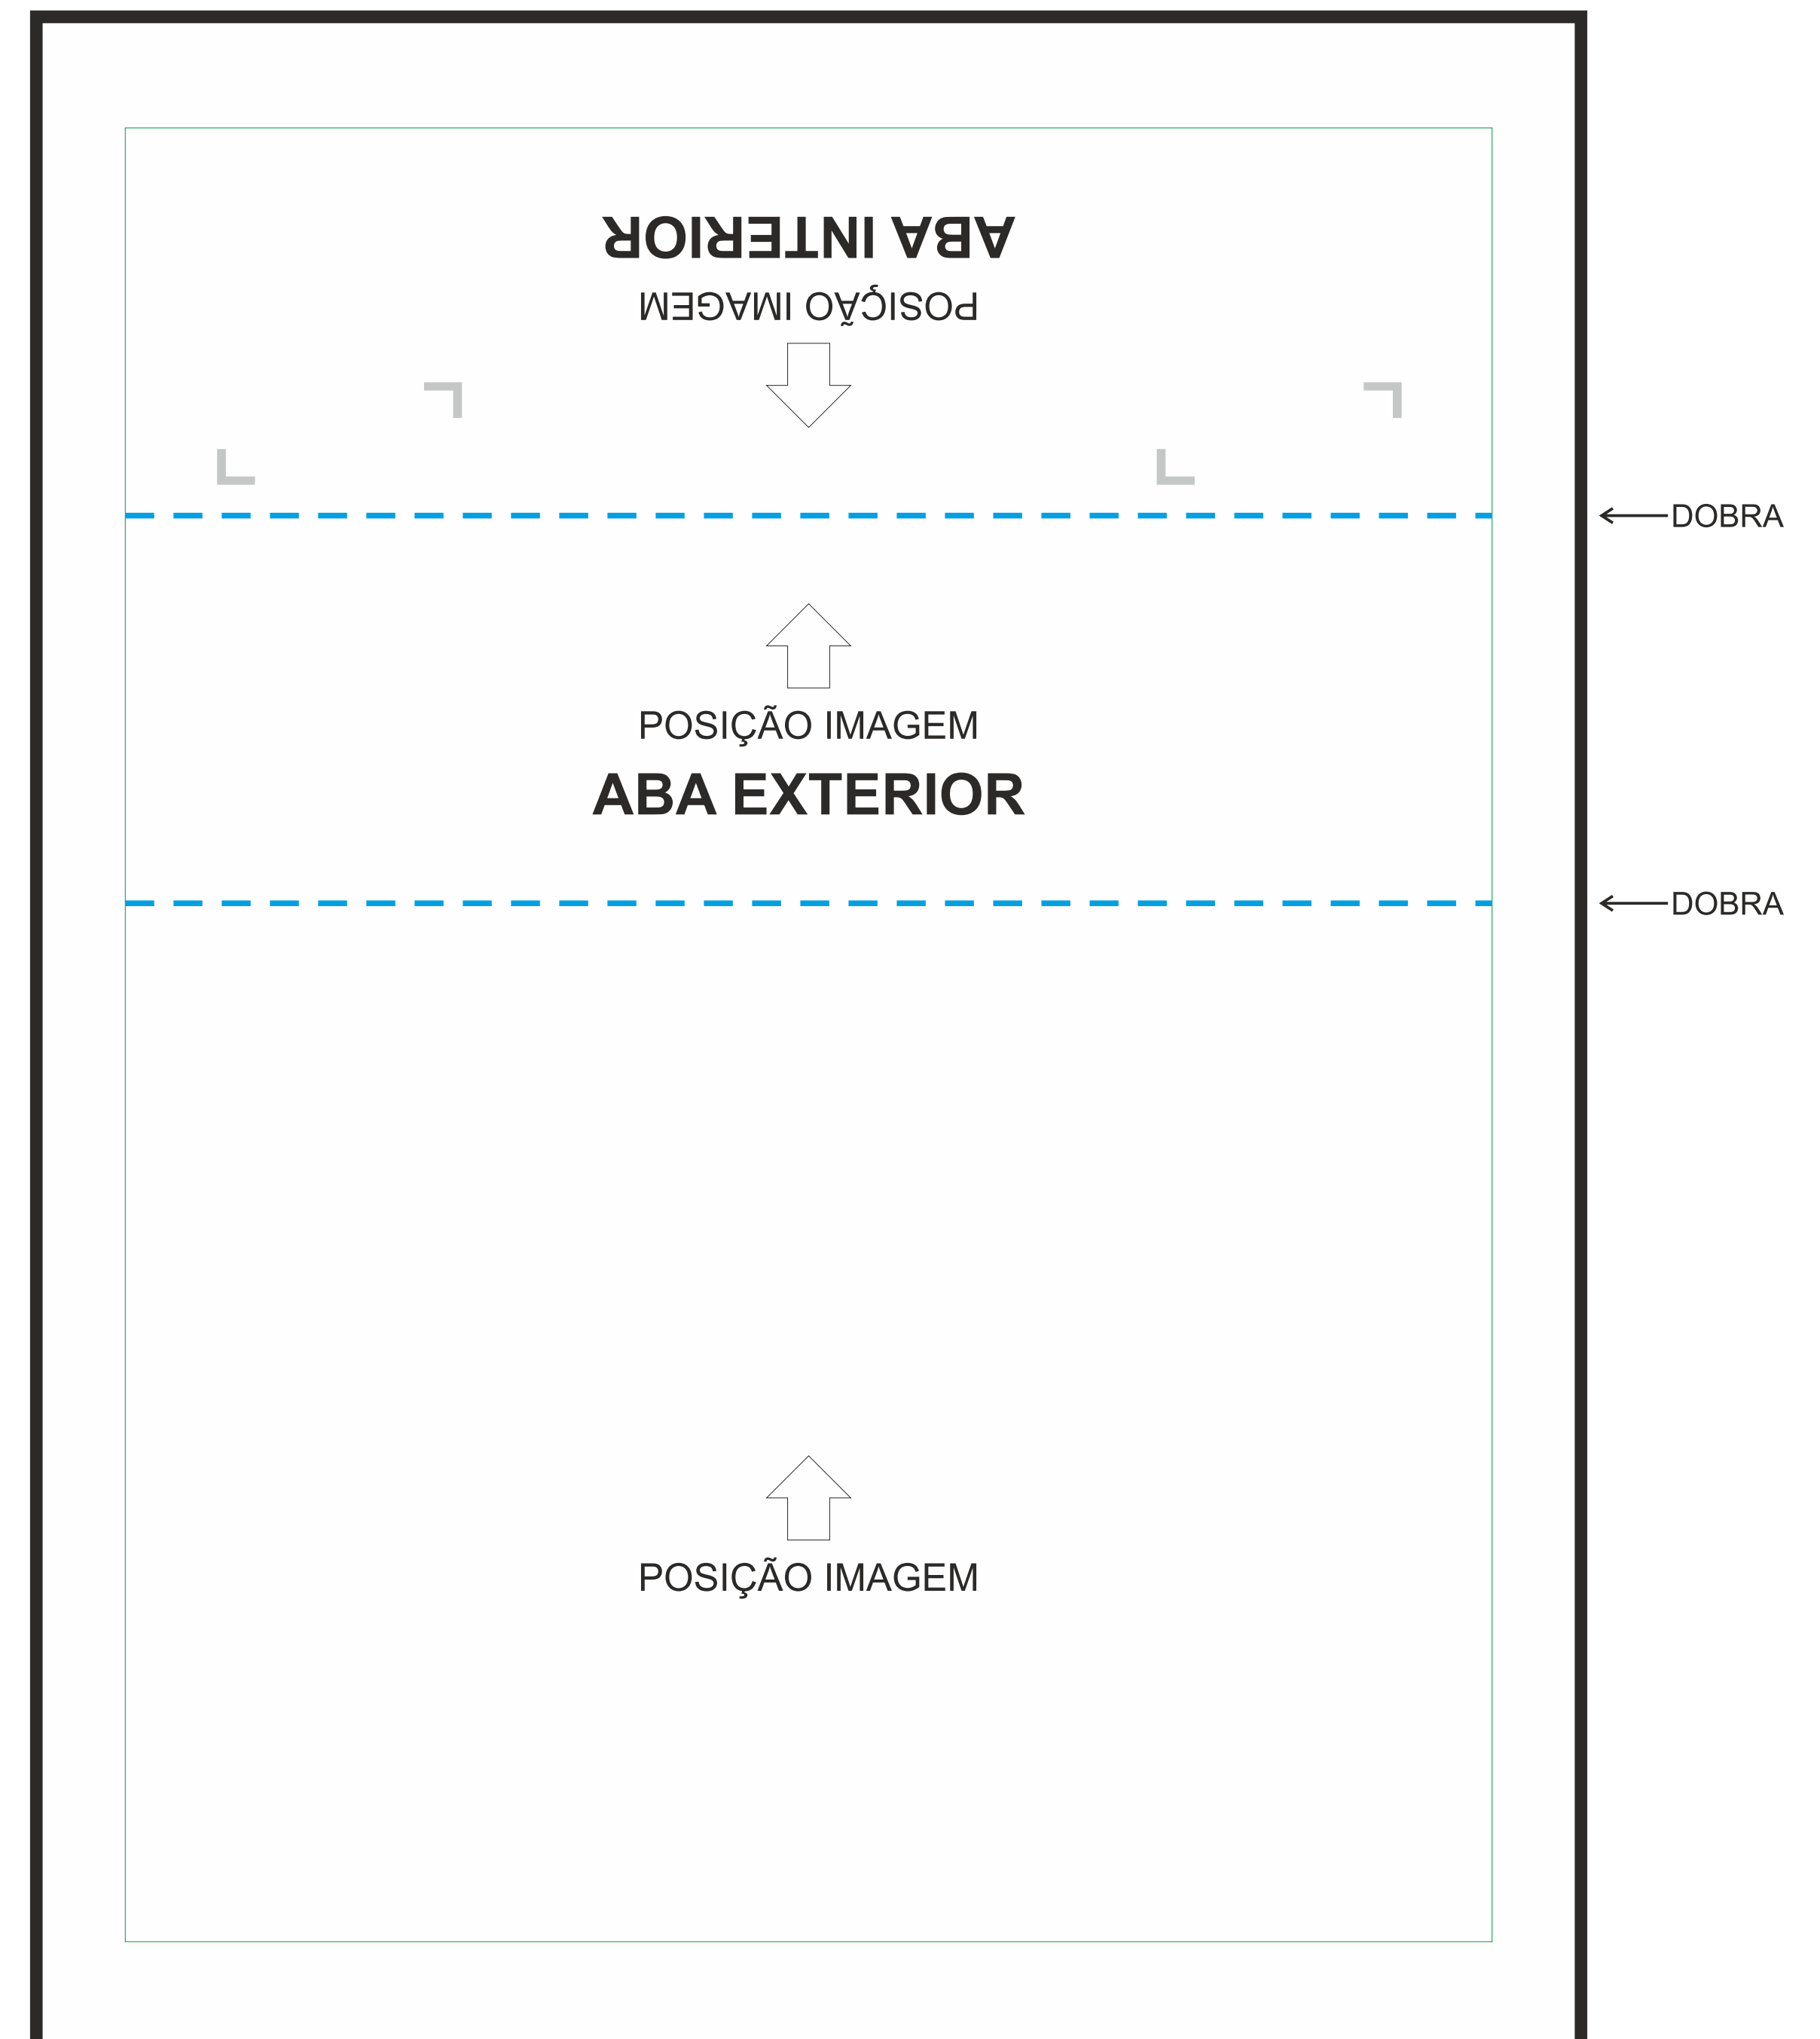 ABA INTERIOR
POSIÇÃO IMAGEM
DOBRA
POSIÇÃO IMAGEM
ABA EXTERIOR
DOBRA
POSIÇÃO IMAGEM